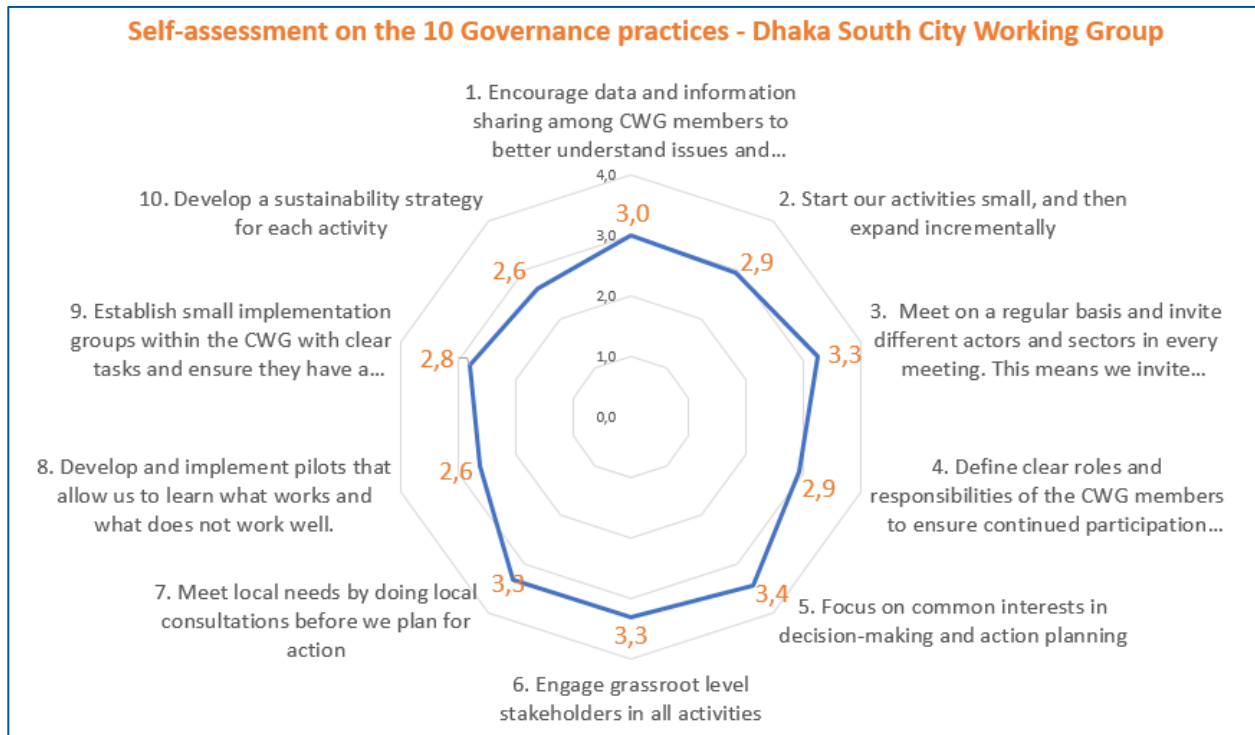 Self-assessment on the 10 Governance practices - Dhaka South City Working Group
1. Encourage data and information
sharing among CWG members to
better understand issues and…
2. Start our activities small, and then
expand incrementally
3.  Meet on a regular basis and invite
different actors and sectors in every
meeting. This means we invite…
4. Define clear roles and
responsibilities of the CWG members
to ensure continued participation…
5. Focus on common interests in
decision-making and action planning
6. Engage grassroot level
stakeholders in all activities
7. Meet local needs by doing local
consultations before we plan for
action
8. Develop and implement pilots that
allow us to learn what works and
what does not work well.
9. Establish small implementation
groups within the CWG with clear
tasks and ensure they have a…
10. Develop a sustainability strategy
for each activity
4,0
3,0
2,0
1,0
0,0
3,0
2,9
3,3
2,9
3,4
3,3
3,3
2,6
2,8
2,6